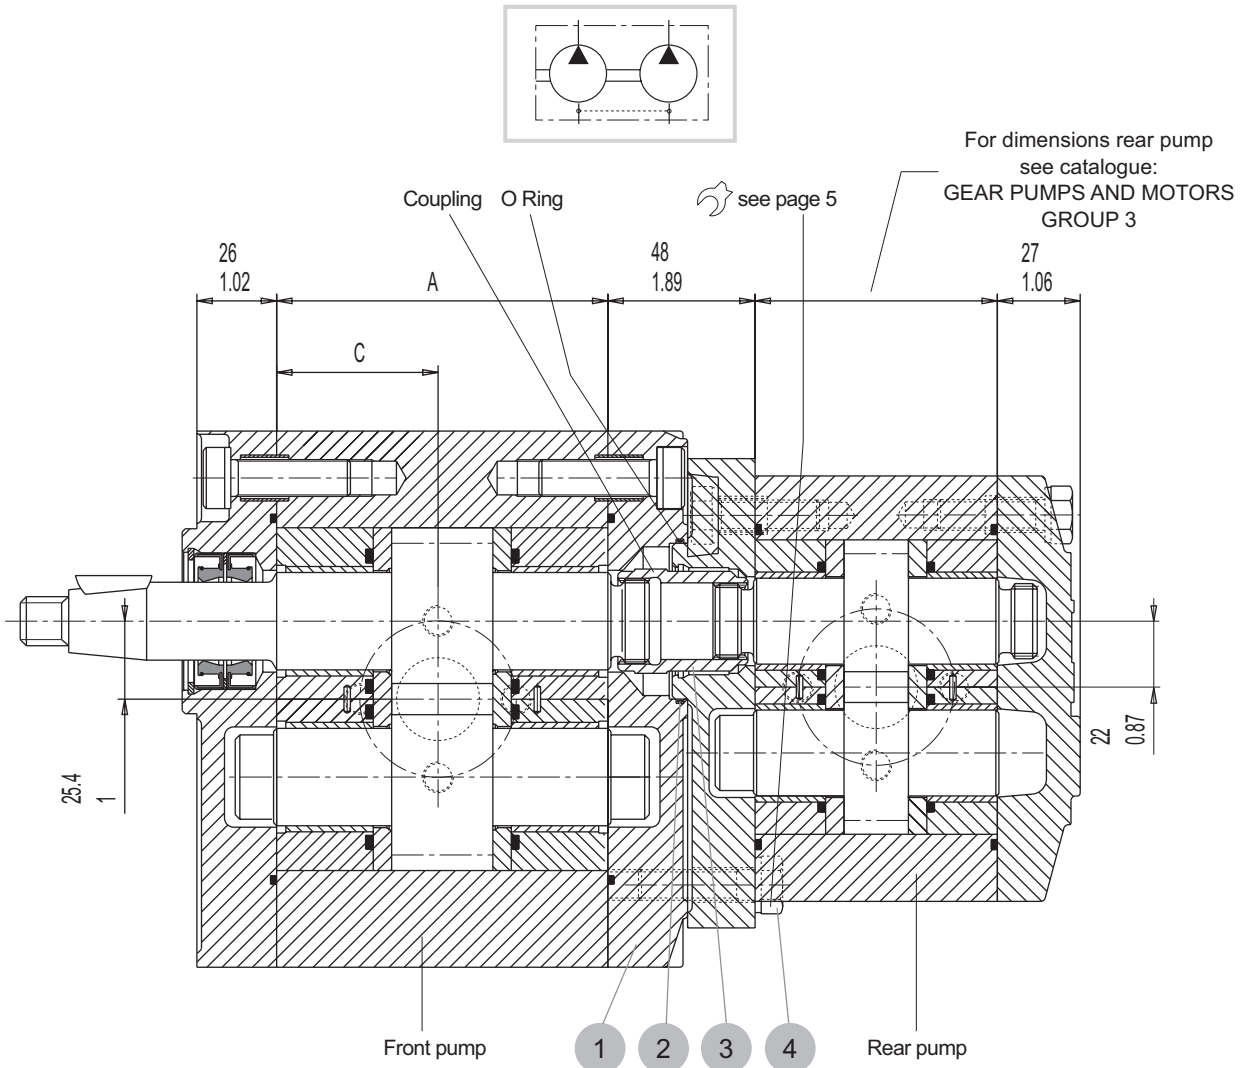 For dimensions rear pump
see catalogue:
GEAR PUMPS AND MOTORS
GROUP 3
Coupling
O Ring
see page 5
26
1.02
A
48
1.89
27
1.06
C
25.4
1
22
0.87
Front pump
1
2
3
4
Rear pump